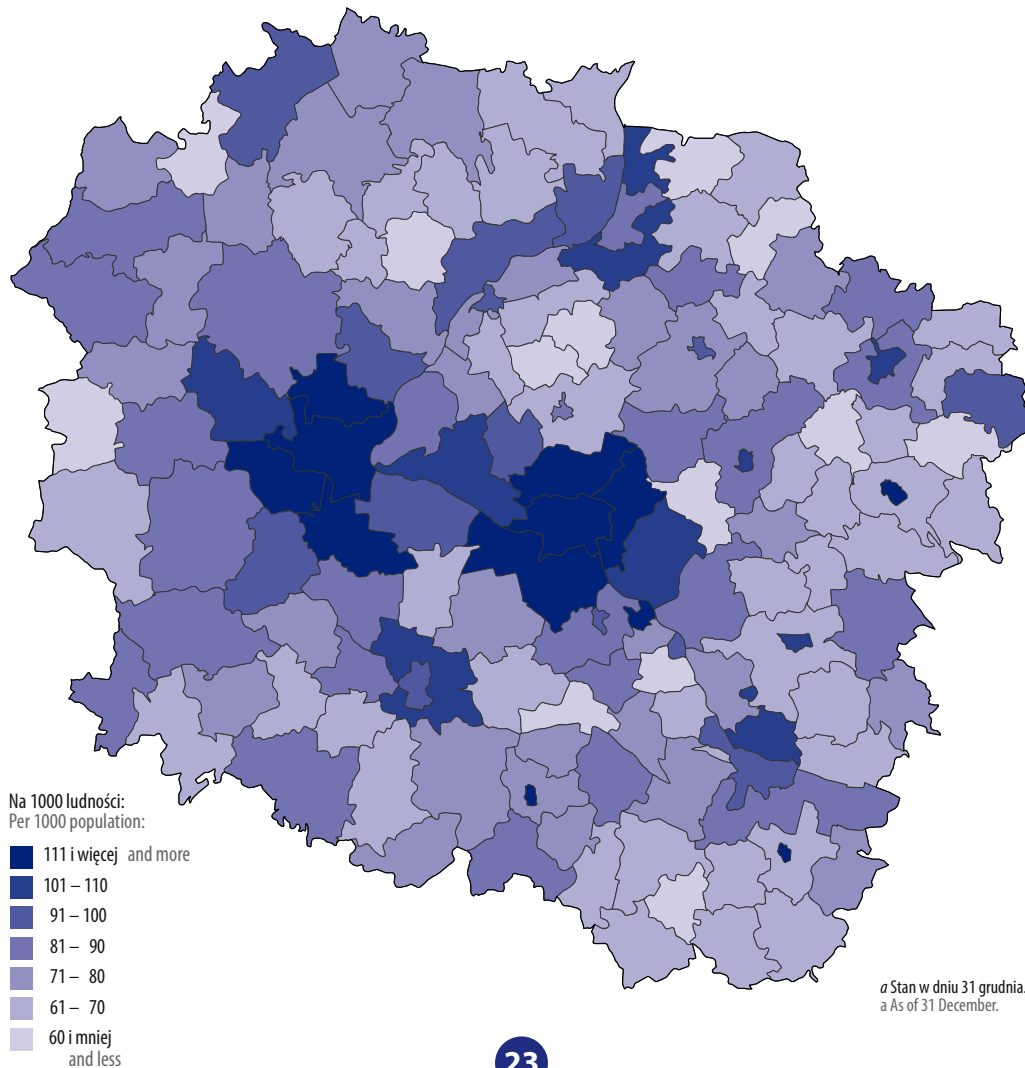 Na 1000 ludności:
Per 1000 population:
111 i więcej and more
101 – 110
91 – 100
81 – 90
71 – 80
61 – 70
60 i mniej
and less
a Stan w dniu 31 grudnia.
a As of 31 December.
23